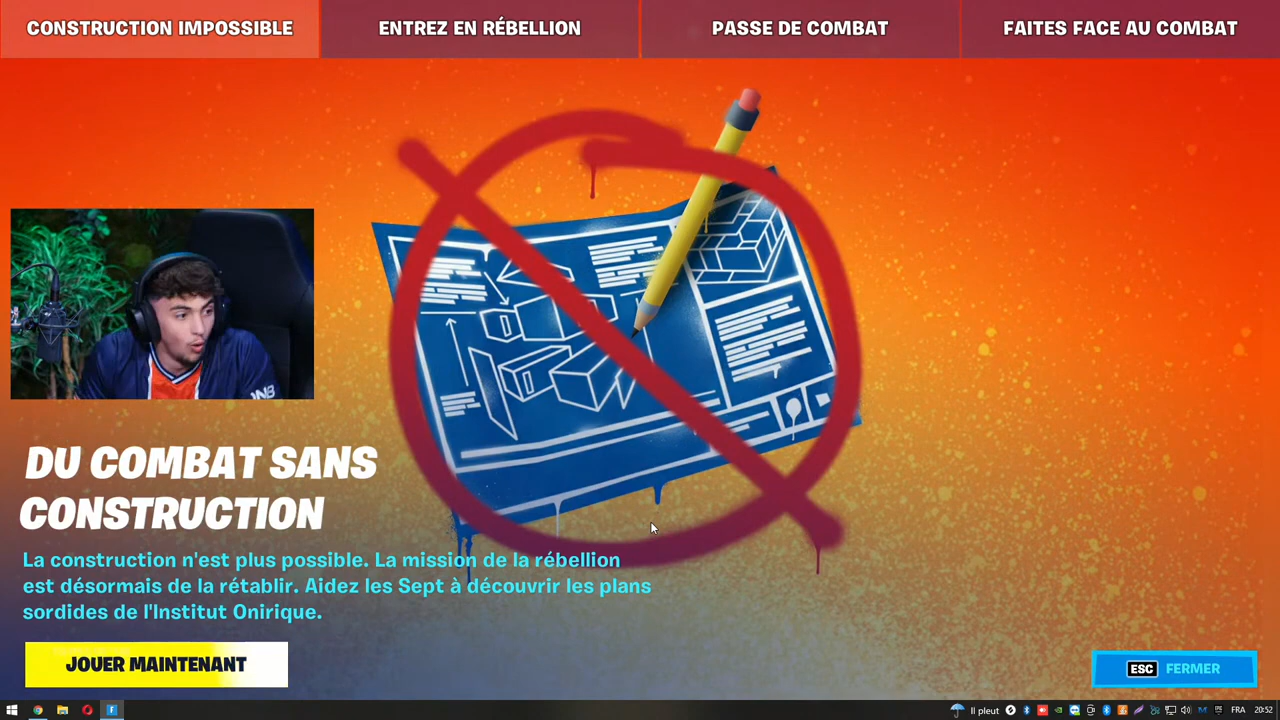 CONSTRUCTION IMPOSSIBLE
ENTREZ EN RÉBELLION
PASSE DE COMBAT
FAITES FACE AU COMBAT
DU COMBAT SANS
CONSTRUCTION
La construction n'est plus possible. La mission de la rébellion
est désormais de la rétablir. Aidez les Sept à découvrir les plans
sordides de l'Institut Onirique.
JOUER MAINTENANT
ESC FERMER
Il pleut
FRA
20:52